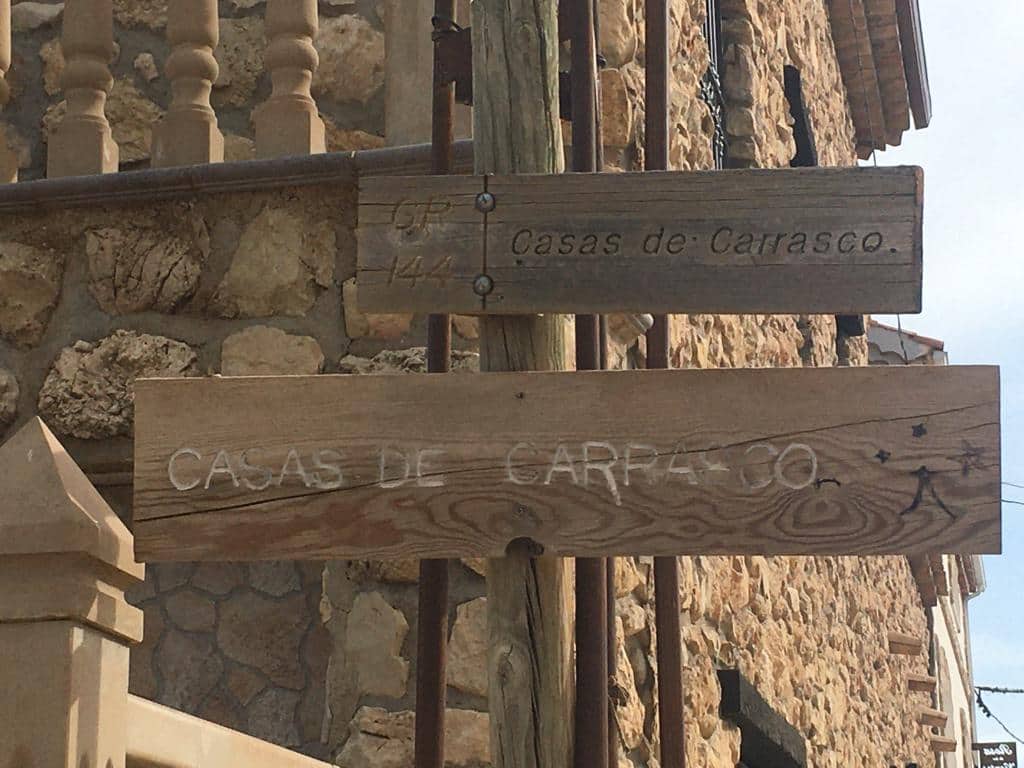 GR
144
Casas de Carrasco.
CASAS DE CARRASCO